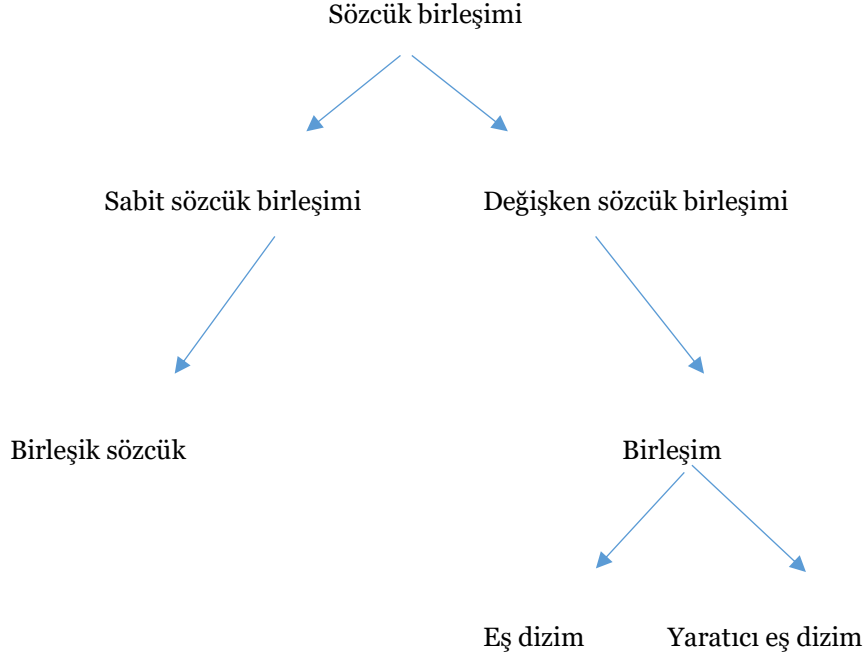 Sözcük birleşimi
Sabit sözcük birleşimi
Değişken sözcük birleşimi
Birleşik sözcük
Birleşim
Eş dizim
Yaratıcı eş dizim